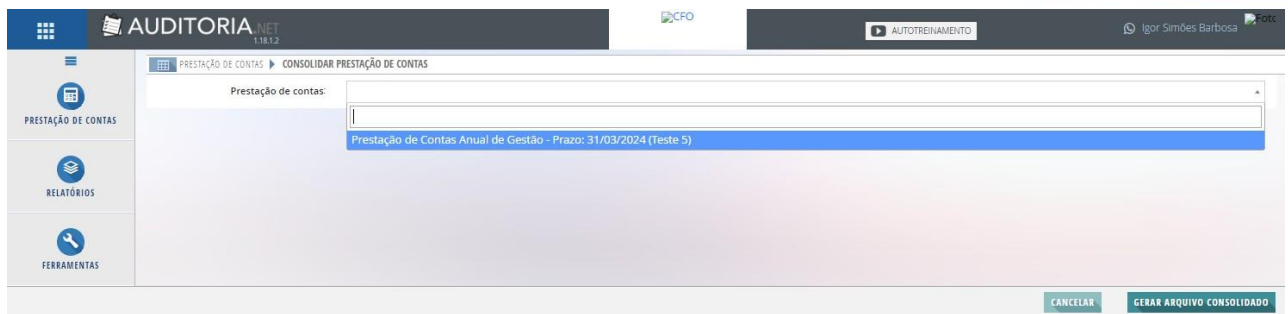 AUDITORIA.NET
1.18.1.2
CFO
AUTOTREINAMENTO
Igor Simões Barbosa
PRESTAÇÃO DE CONTAS
RELATÓRIOS
FERRAMENTAS
PRESTAÇÃO DE CONTAS CONSOLIDAR PRESTAÇÃO DE CONTAS
Prestação de contas:
Prestação de Contas Anual de Gestão - Prazo: 31/03/2024 (Teste 5)
CANCELAR
GERAR ARQUIVO CONSOLIDADO